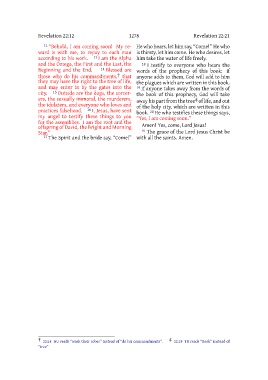 Revelation 22:12 1278 Revelation 22:21
12 "Behold, I am coming soon! My re-
ward is with me, to repay to each man
according to his work. 13 I am the Alpha
and the Omega, the First and the Last, the
Beginning and the End. 14 Blessed are
those who do his commandments,† that
they may have the right to the tree of life,
and may enter in by the gates into the
city. 15 Outside are the dogs, the sorcer-
ers, the sexually immoral, the murderers,
the idolaters, and everyone who loves and
practices falsehood. 16 I, Jesus, have sent
my angel to testify these things to you
for the assemblies. I am the root and the
offspring of David, the Bright and Morning
Star."
17 The Spirit and the bride say, "Come!"
He who hears, let him say, "Come!" He who
is thirsty, let him come. He who desires, let
him take the water of life freely.
18 I testify to everyone who hears the
words of the prophecy of this book: if
anyone adds to them, God will add to him
the plagues which are written in this book.
19 If anyone takes away from the words of
the book of this prophecy, God will take
away his part from the tree‡ of life, and out
of the holy city, which are written in this
book. 20 He who testifies these things says,
"Yes, I am coming soon."
Amen! Yes, come, Lord Jesus!
21 The grace of the Lord Jesus Christ be
with all the saints. Amen.
† 22:14 NU reads "wash their robes" instead of "do his commandments". ‡ 22:19 TR reads "Book" instead of
"tree"